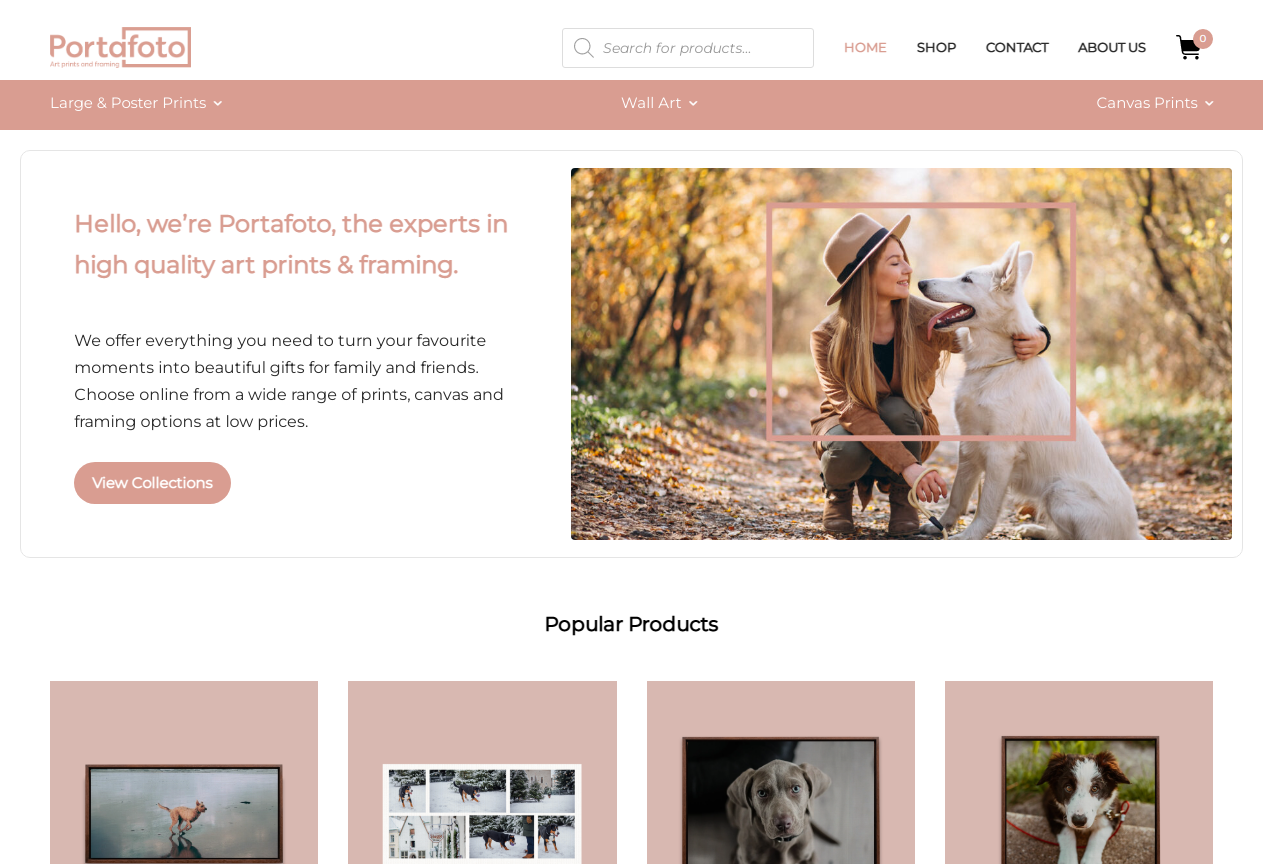 Portafoto
Art prints and framing
Search for products...
HOME
SHOP
CONTACT
ABOUT US
0
Large & Poster Prints
Wall Art
Canvas Prints
Hello, we’re Portafoto, the experts in
high quality art prints & framing.
We offer everything you need to turn your favourite
moments into beautiful gifts for family and friends.
Choose online from a wide range of prints, canvas and
framing options at low prices.
View Collections
Popular Products